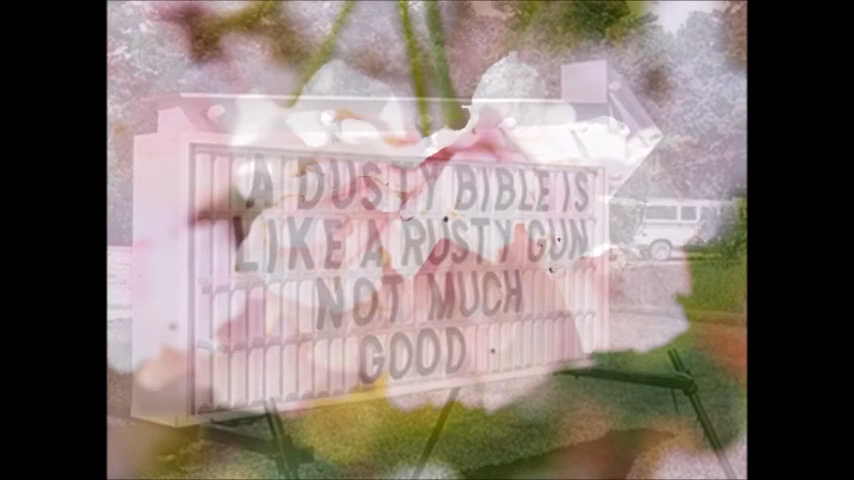 A DUSTY BIBLE IS
LIKE A RUSTY GUN
NOT MUCH
GOOD